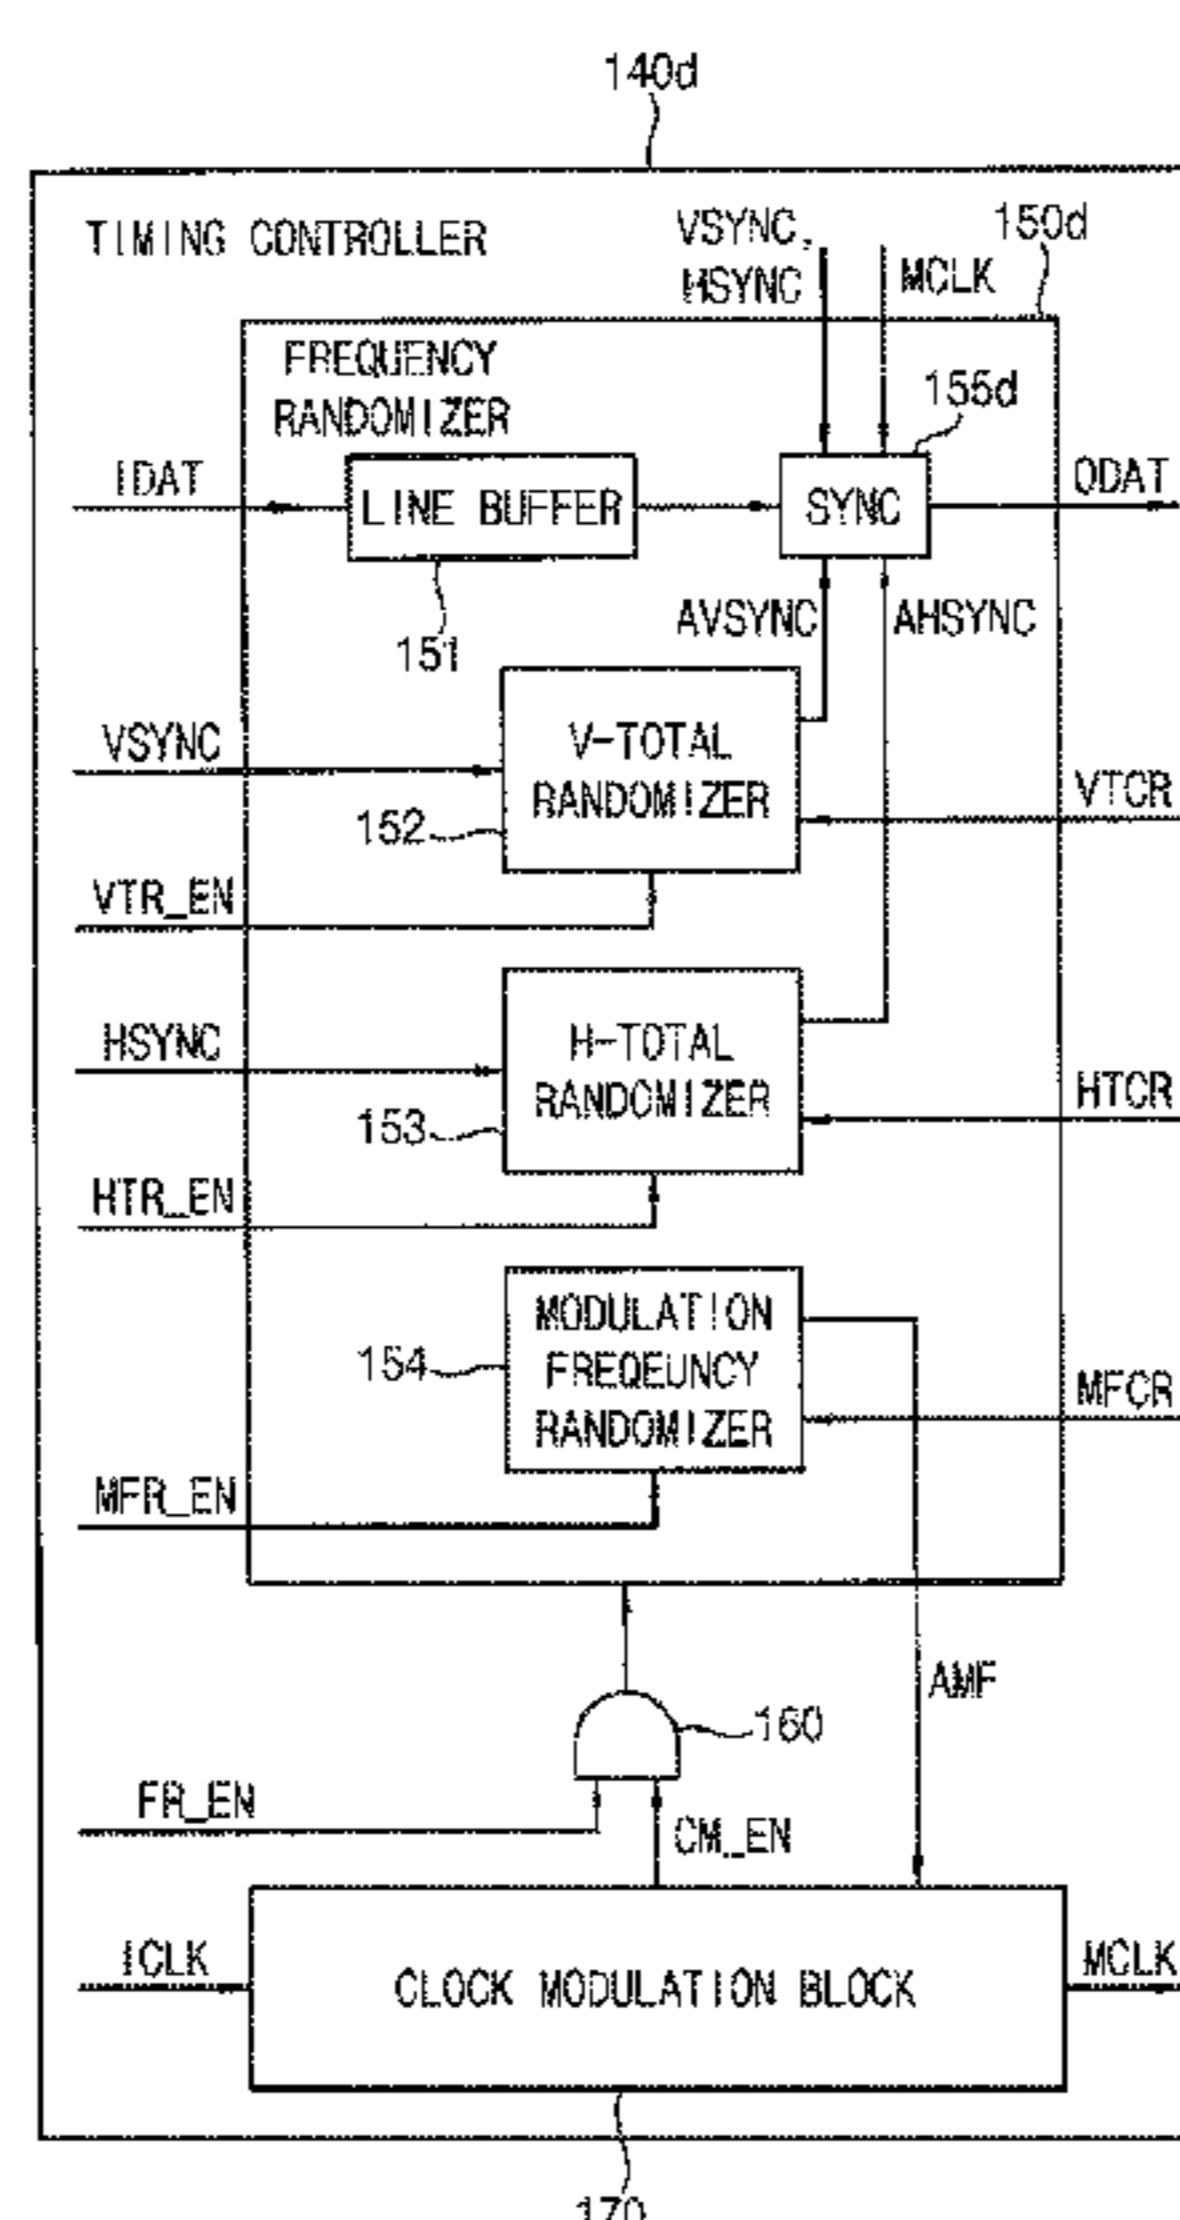 140d
TIMING CONTROLLER
VSYNC,
HSYNC
MCLK
150d
FREQUENCY
RANDOMIZER
155d
IDAT
LINE BUFFER
SYNC
ODAT
151
AVSYNC
AHSYNC
VSYNC
V-TOTAL
RANDOMIZER
VTCR
152
VTR_EN
HSYNC
H-TOTAL
RANDOMIZER
HTCR
153
HTR_EN
MODULATION
FREQEUNCY
RANDOMIZER
154
MFCR
MFR_EN
AMF
160
FR_EN
CM_EN
ICLK
CLOCK MODULATION BLOCK
MCLK
170